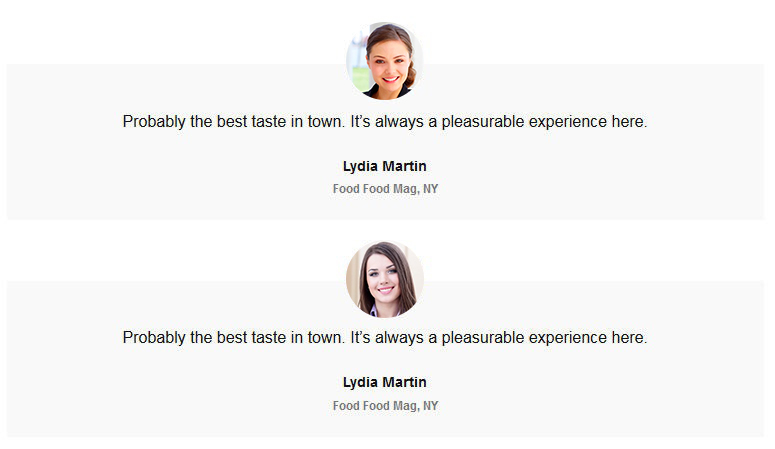 Probably the best taste in town. It’s always a pleasurable experience here.
Lydia Martin
Food Food Mag, NY
Probably the best taste in town. It’s always a pleasurable experience here.
Lydia Martin
Food Food Mag, NY